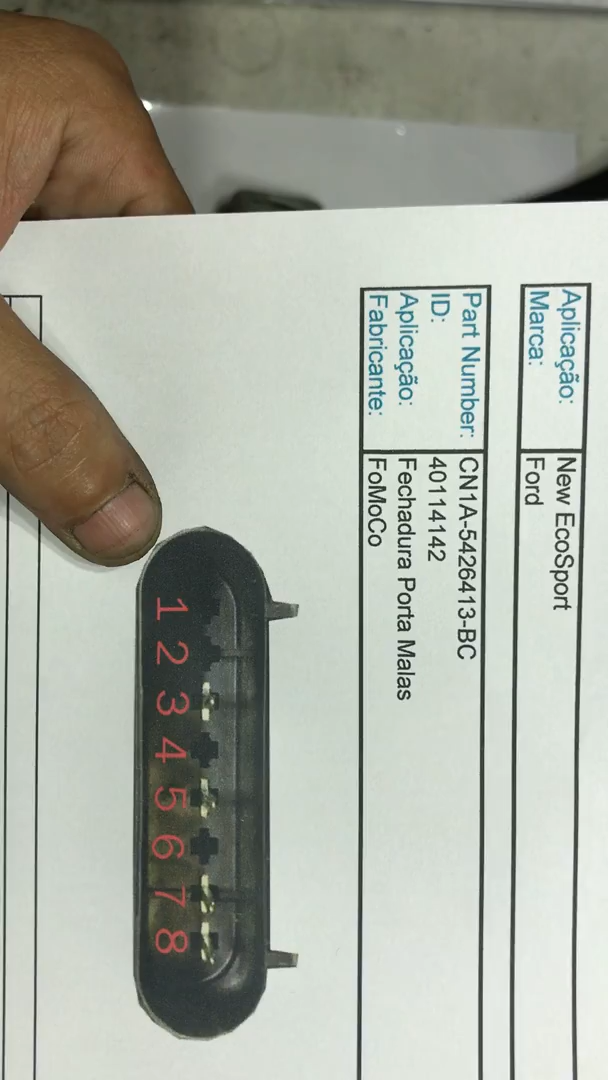 Aplicação: New EcoSport
Marca: Ford
Part Number: CN1A-5426413-BC
ID: 40114142
Aplicação: Fechadura Porta Malas
Fabricante: FoMoCo
1 2 3 4 5 6 7 8